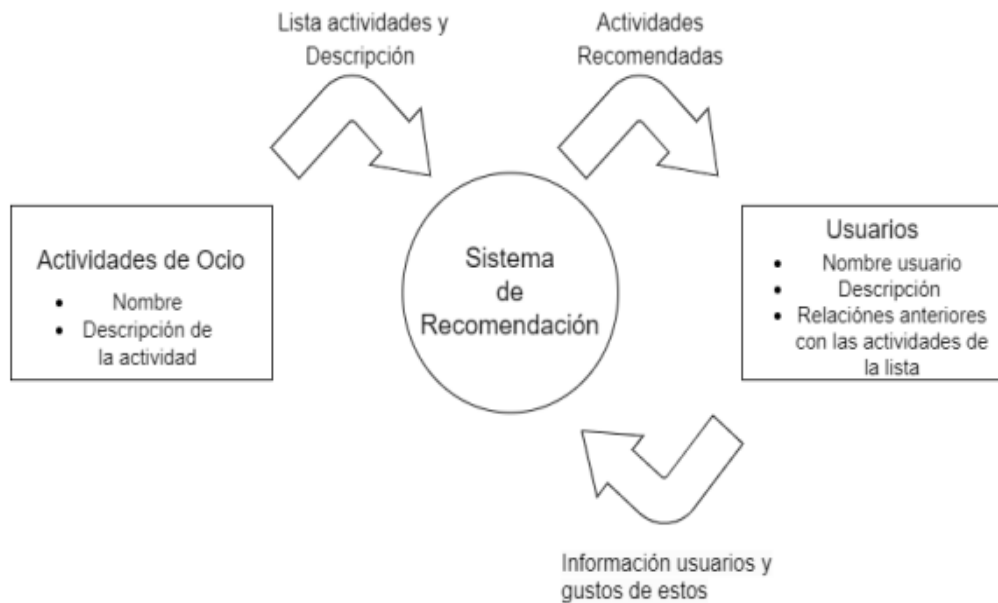 Lista actividades y
Descripción
Actividades
Recomendadas
Actividades de Ocio
• Nombre
• Descripción de
la actividad
Sistema
de
Recomendación
Usuarios
• Nombre usuario
• Descripción
• Relaciónes anteriores
con las actividades de
la lista
Información usuarios y
gustos de estos